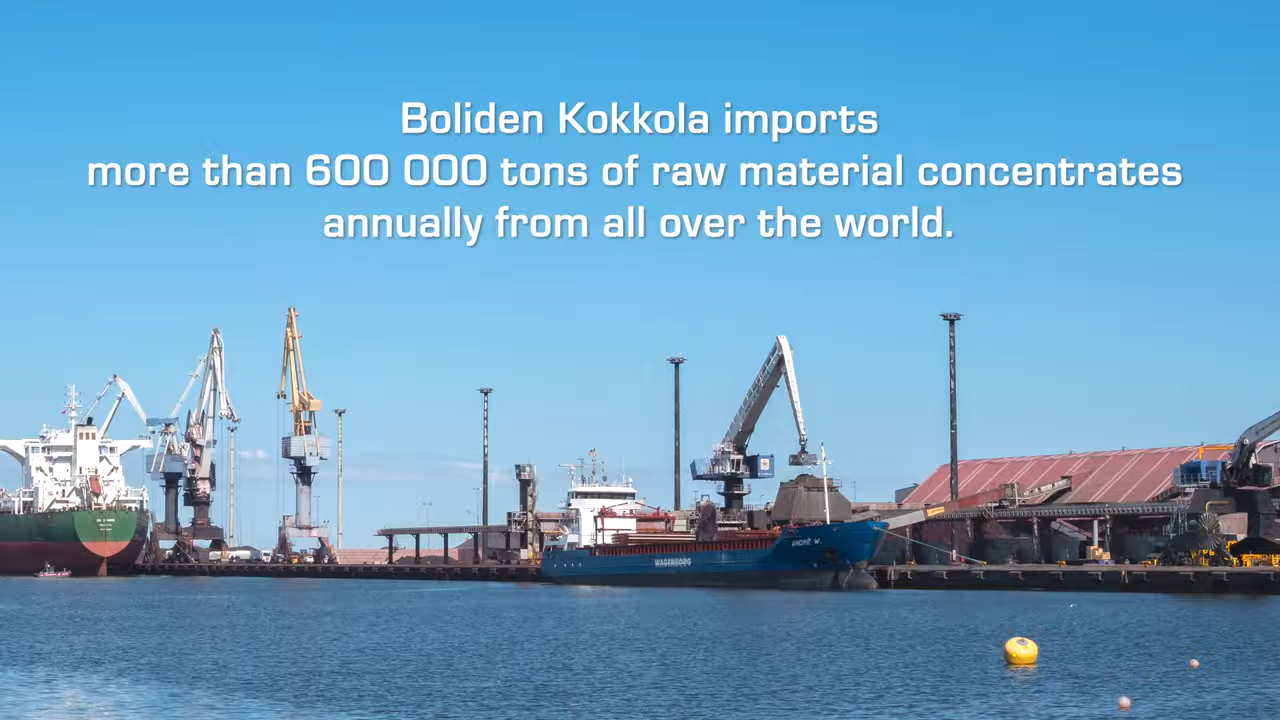 Boliden Kokkola imports
more than 600 000 tons of raw material concentrates
annually from all over the world.
ANDRÉ W.
WAGENBORG